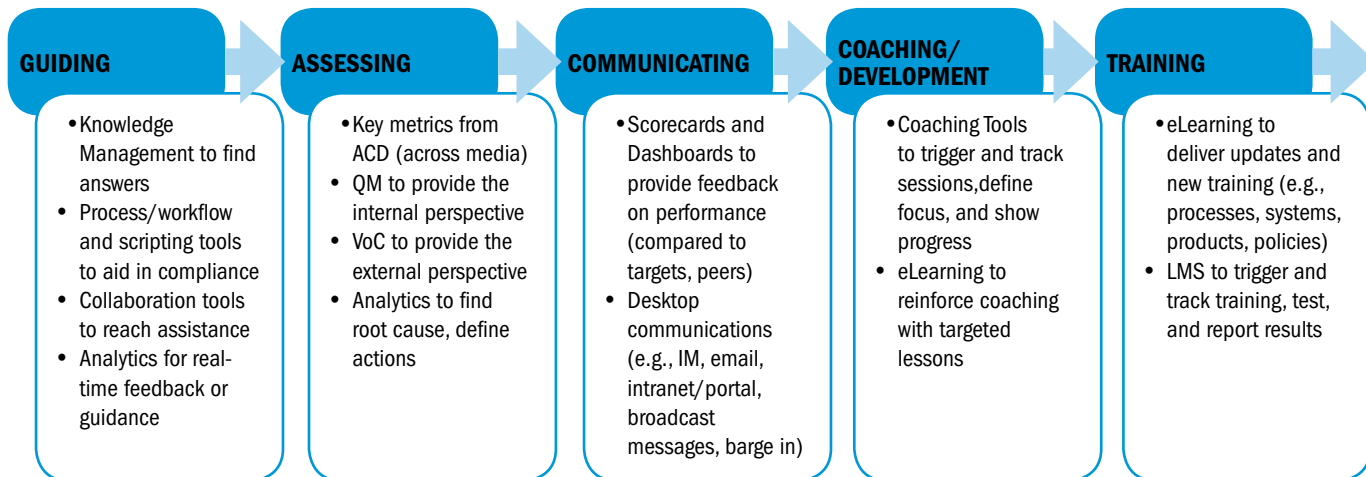 GUIDING
•Knowledge
Management to find
answers
• Process/workflow
and scripting tools
to aid in compliance
• Collaboration tools
to reach assistance
• Analytics for real-
time feedback or
guidance
ASSESSING
•Key metrics from
ACD (across media)
• QM to provide the
internal perspective
• VoC to provide the
external perspective
• Analytics to find
root cause, define
actions
COMMUNICATING
•Scorecards and
Dashboards to
provide feedback
on performance
(compared to
targets, peers)
• Desktop
communications
(e.g., IM, email,
intranet/portal,
broadcast
messages, barge in)
COACHING/
DEVELOPMENT
•Coaching Tools
to trigger and track
sessions,define
focus, and show
progress
• eLearning to
reinforce coaching
with targeted
lessons
TRAINING
•eLearning to
deliver updates and
new training (e.g.,
processes, systems,
products, policies)
• LMS to trigger and
track training, test,
and report results